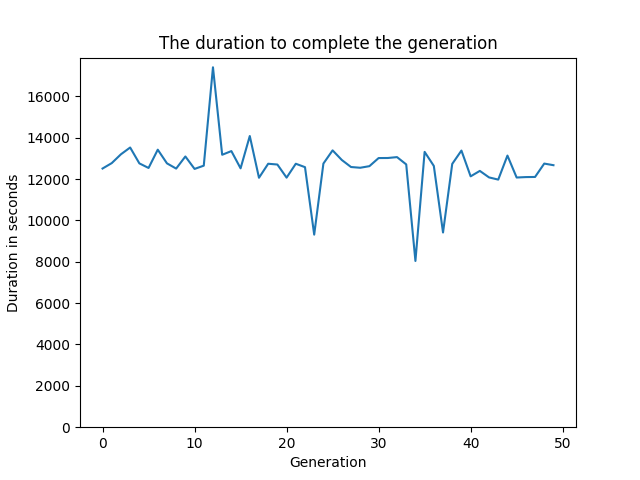 The duration to complete the generation
16000
14000
12000
10000
8000
6000
4000
2000
0
Duration in seconds
0 10 20 30 40 50
Generation